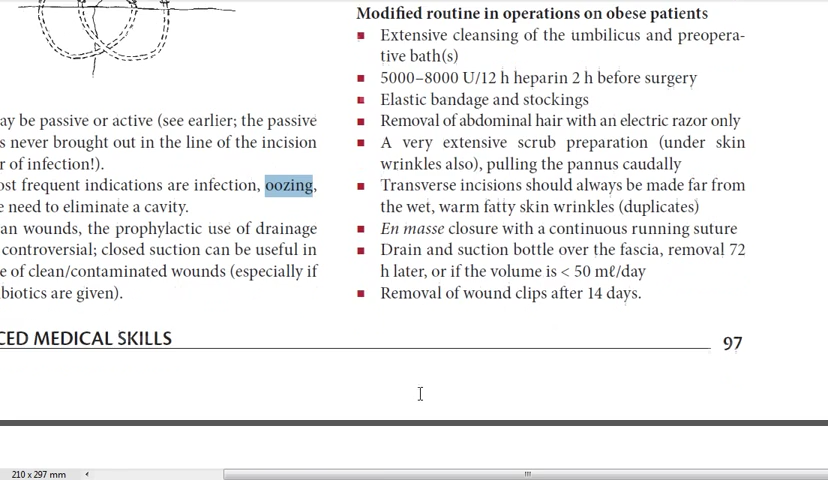 ay be passive or active (see earlier; the passive
s never brought out in the line of the incision
r of infection!).
ost frequent indications are infection, oozing,
e need to eliminate a cavity.
an wounds, the prophylactic use of drainage
controversial; closed suction can be useful in
e of clean/contaminated wounds (especially if
biotics are given).
Modified routine in operations on obese patients
■ Extensive cleansing of the umbilicus and preopera-
tive bath(s)
■ 5000–8000 U/12 h heparin 2 h before surgery
■ Elastic bandage and stockings
■ Removal of abdominal hair with an electric razor only
■ A very extensive scrub preparation (under skin
wrinkles also), pulling the pannus caudally
■ Transverse incisions should always be made far from
the wet, warm fatty skin wrinkles (duplicates)
■ En masse closure with a continuous running suture
■ Drain and suction bottle over the fascia, removal 72
h later, or if the volume is < 50 mℓ/day
■ Removal of wound clips after 14 days.
CED MEDICAL SKILLS
97
210 x 297 mm